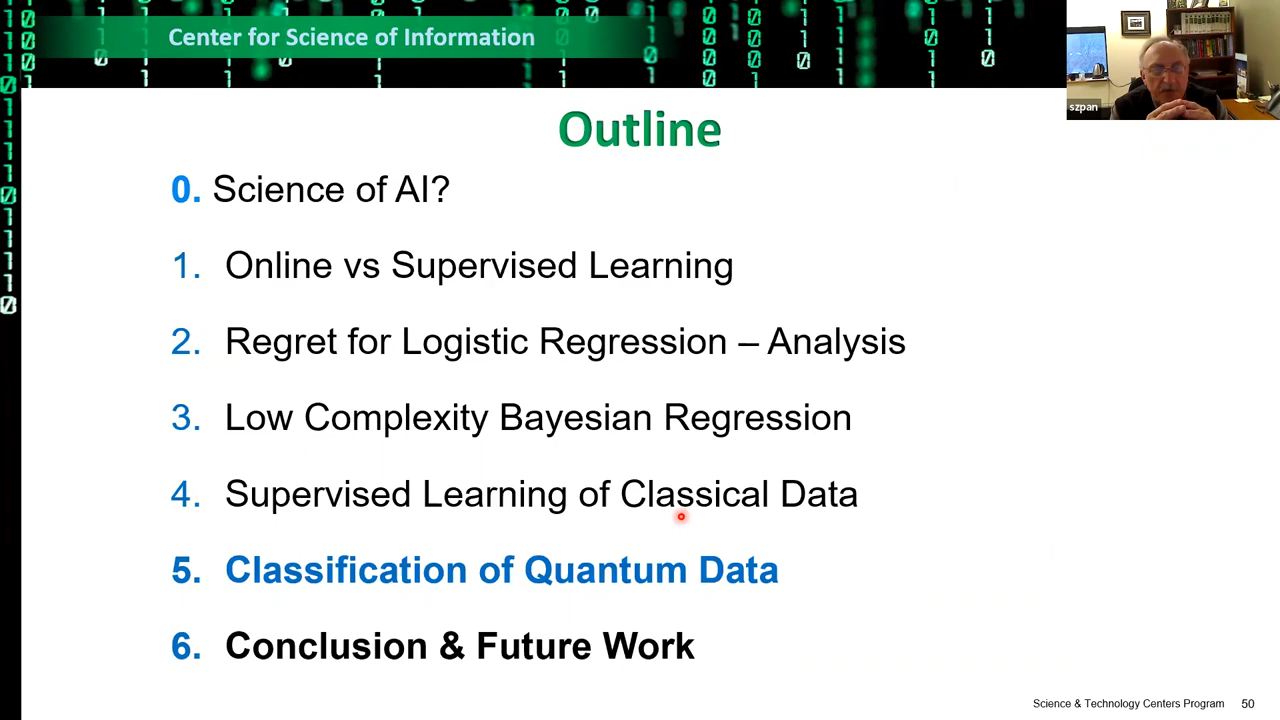 Center for Science of Information
szpan
Outline
0. Science of AI?
1. Online vs Supervised Learning
2. Regret for Logistic Regression – Analysis
3. Low Complexity Bayesian Regression
4. Supervised Learning of Classical Data
5. Classification of Quantum Data
6. Conclusion & Future Work
Science & Technology Centers Program 50